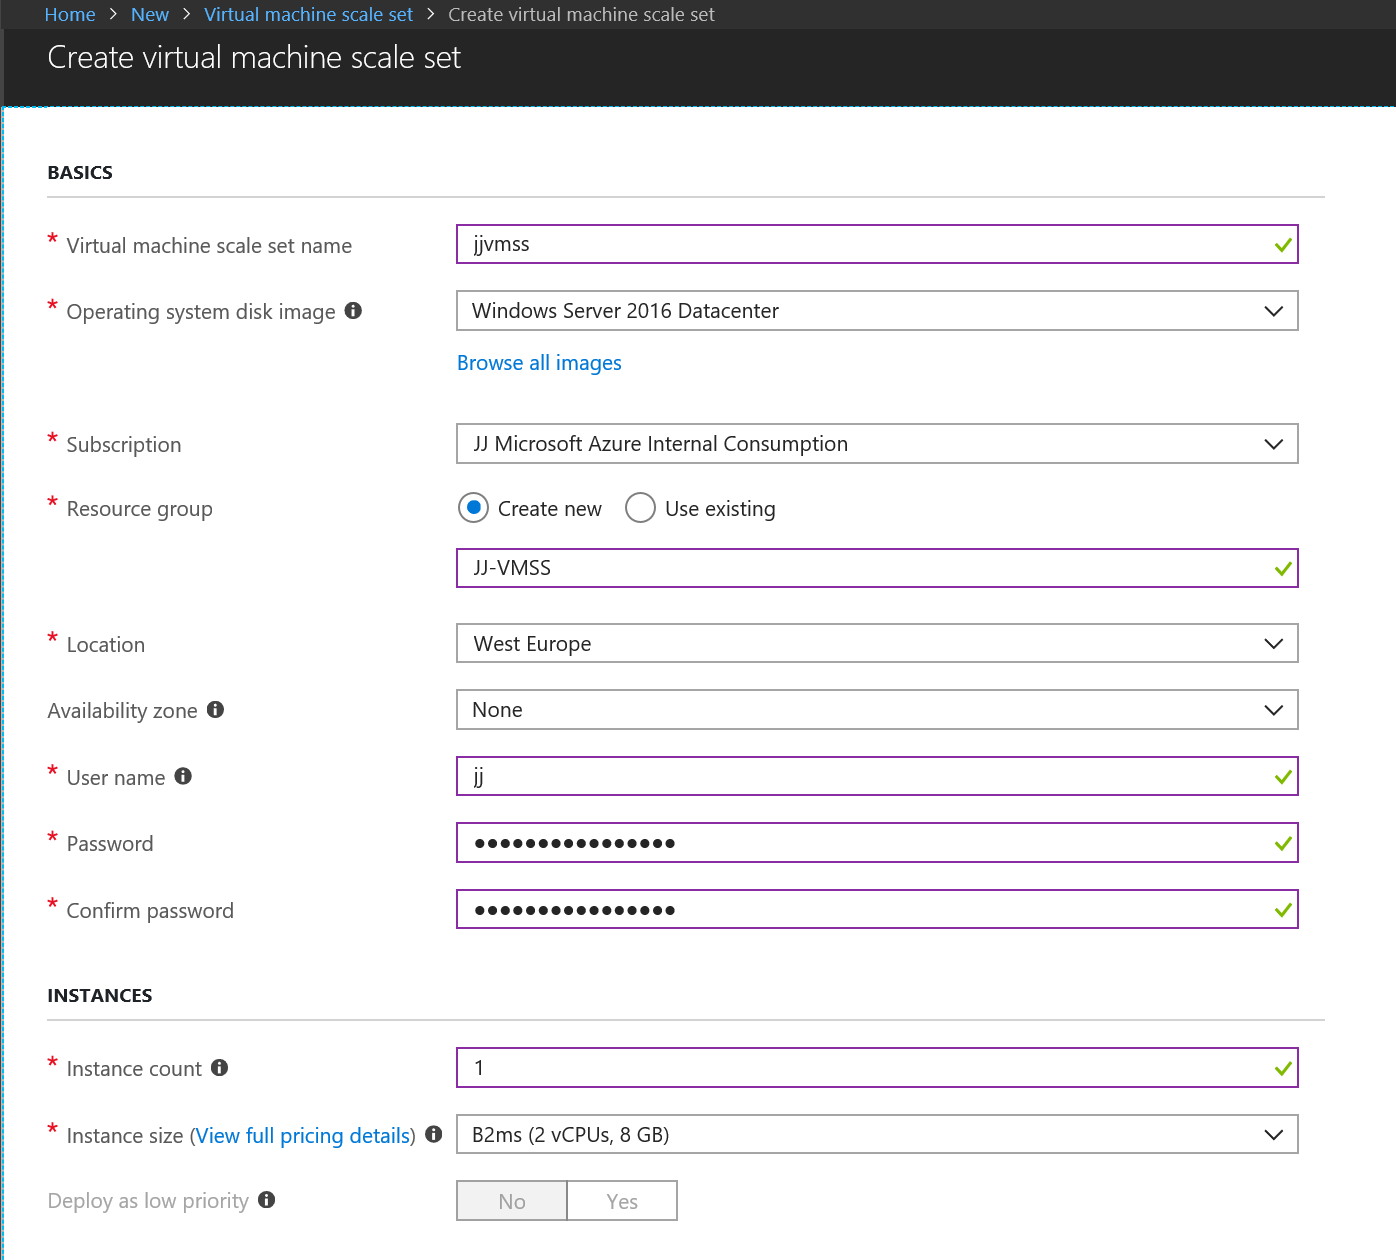 Home > New > Virtual machine scale set > Create virtual machine scale set
Create virtual machine scale set
BASICS
* Virtual machine scale set name
jjvmss
* Operating system disk image
Windows Server 2016 Datacenter
Browse all images
* Subscription
JJ Microsoft Azure Internal Consumption
* Resource group
Create new Use existing
JJ-VMSS
* Location
West Europe
Availability zone
None
* User name
jj
* Password
••••••••••••••••
* Confirm password
••••••••••••••••
INSTANCES
* Instance count
1
* Instance size (View full pricing details)
B2ms (2 vCPUs, 8 GB)
Deploy as low priority
No Yes